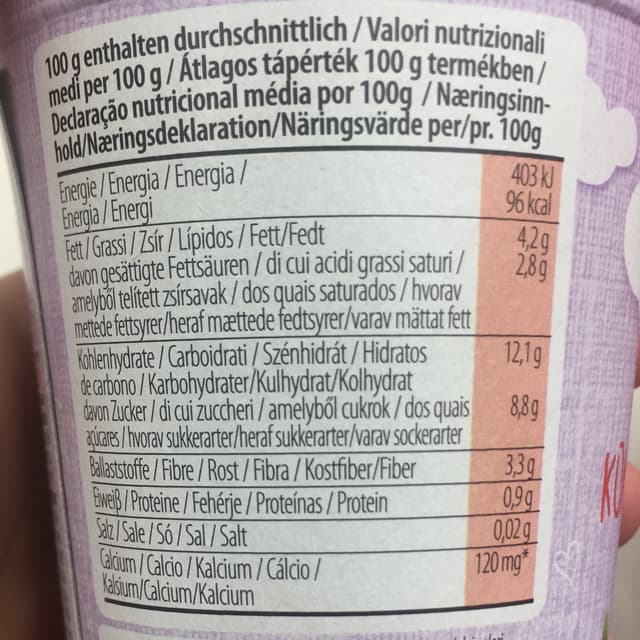 100 g enthalten durchschnittlich / Valori nutrizionali
medi per 100 g / Átlagos tápérték 100 g termékben /
Declaração nutricional média por 100g / Næringsinn-
hold/Næringsdeklaration/Näringsvärde per/pr. 100g
Energie / Energia / Energia / 403 kJ
Energia / Energi 96 kcal
Fett / Grassi / Zsír / Lípidos / Fett/Fedt 4,2 g
davon gesättigte Fettsäuren / di cui acidi grassi saturi / 2,8 g
amelyből telített zsírsavak / dos quais saturados / hvorav
mettede fettsyrer/heraf mættede fedtsyrer/varav mättat fett
Kohlenhydrate / Carboidrati / Szénhidrát / Hidratos 12,1 g
de carbono / Karbohydrater/Kulhydrat/Kolhydrat
davon Zucker / di cui zuccheri / amelyből cukrok / dos quais 8,8 g
açúcares / hvorav sukkerarter/heraf sukkerarter/varav sockerarter
Ballaststoffe / Fibre / Rost / Fibra / Kostfiber/Fiber 3,3 g
Eiweiß / Proteine / Fehérje / Proteínas / Protein 0,9 g
Salz / Sale / Só / Sal / Salt 0,02 g
Calcium / Calcio / Kalcium / Cálcio / 120 mg*
Kalsium/Calcium/Kalcium